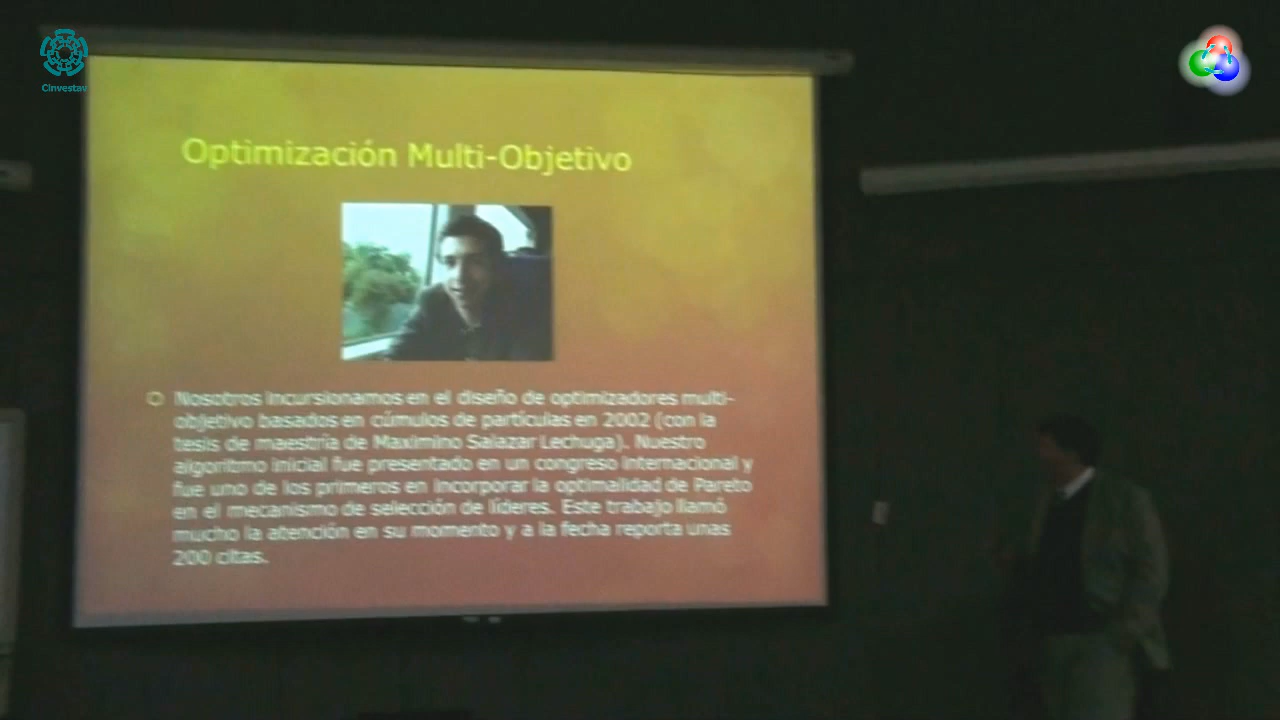 Cinvestav
Optimización Multi-Objetivo
Nosotros incursionamos en el diseño de optimizadores multi-
objetivo basados en cúmulos de partículas en 2002 (con la
tesis de maestría de Maximino Salazar Lechuga). Nuestro
algoritmo inicial fue presentado en un congreso internacional y
fue uno de los primeros en incorporar la optimalidad de Pareto
en el mecanismo de selección de líderes. Este trabajo llamó
mucho la atención en su momento y a la fecha reporta unas
200 citas.